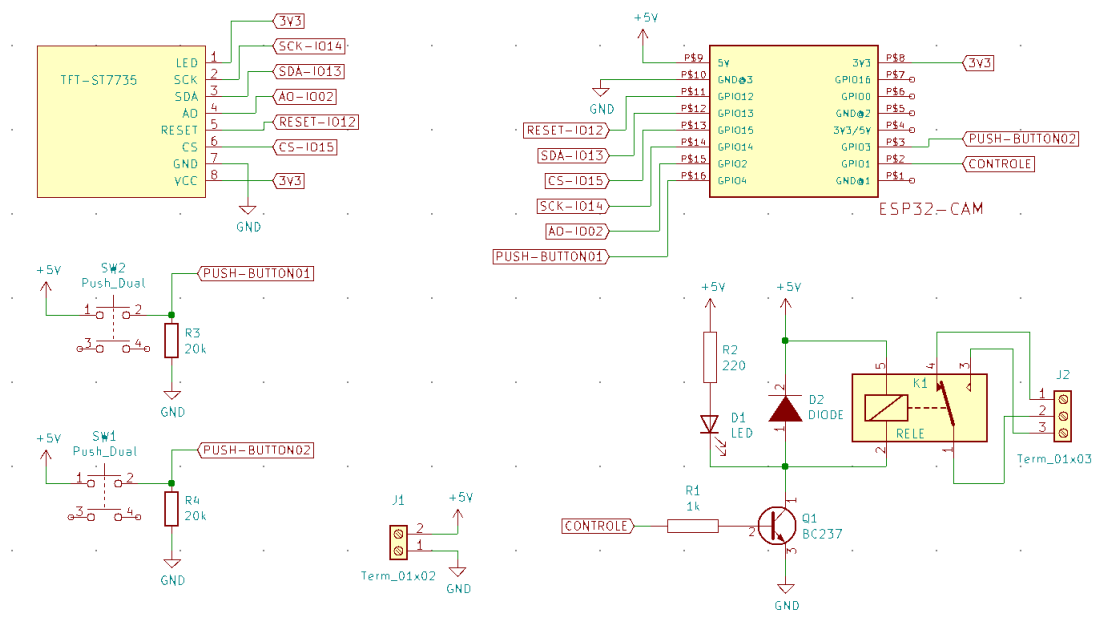 TFT-ST7735
LED 1 3V3
SCK 2 SCK-IO14
SDA 3 SDA-IO13
AO 4 AO-IO02
RESET 5 RESET-IO12
CS 6 CS-IO15
GND 7
VCC 8 3V3
GND
+5V
P$9 5V
P$10 GND@3
P$11 GPIO12
P$12 GPIO13
P$13 GPIO15
P$14 GPIO14
P$15 GPIO2
P$16 GPIO4
3V3 P$8 3V3
GPIO16 P$7
GPIO0 P$6
GND@2 P$5
3V3/5V P$4
GPIO3 P$3 PUSH-BUTTON02
GPIO1 P$2 CONTROLE
GND@1 P$1
GND
RESET-IO12
SDA-IO13
CS-IO15
SCK-IO14
AO-IO02
PUSH-BUTTON01
ESP32-CAM
+5V
SW2
Push_Dual
PUSH-BUTTON01
1 2
3 4
R3
20k
GND
+5V
SW1
Push_Dual
PUSH-BUTTON02
1 2
3 4
R4
20k
GND
J1
2 +5V
1
Term_01x02
GND
+5V
R2
220
D1
LED
+5V
2
D2
DIODE
1
5 4 3
K1
RELE
2 1
J2
1
2
3
Term_01x03
CONTROLE
R1
1k
1
2
3
Q1
BC237
GND